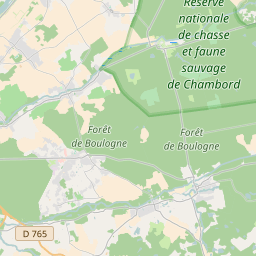 Réserve
nationale
de chasse
et faune
sauvage
de Chambord
Forêt
de Boulogne
Forêt
de Boulogne
D 765